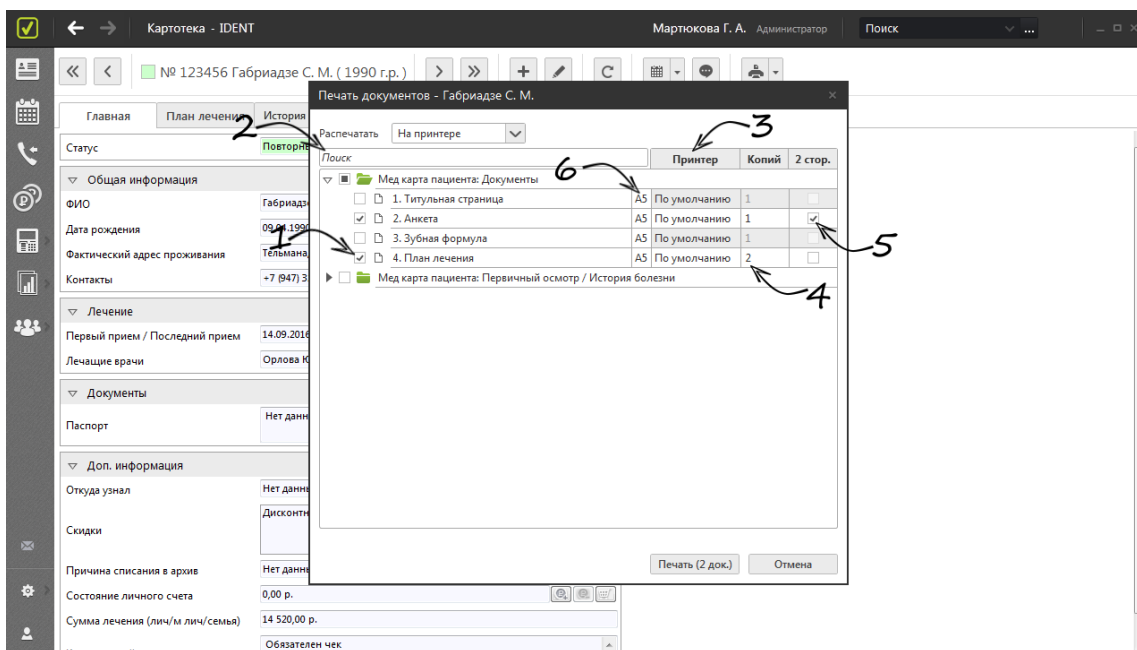 Картотека - IDENT
Мартюкова Г. А. Администратор
Поиск
...
№ 123456 Габриадзе С. М. ( 1990 г.р. )
Главная
План лечения
История
Статус
Повторн
Общая информация
ФИО
Габриадз
Дата рождения
09.04.1990
Фактический адрес проживания
Тельмана,
Контакты
+7 (947) 3
Лечение
Первый прием / Последний прием
14.09.2016
Лечащие врачи
Орлова Ю
Документы
Паспорт
Нет данн
Доп. информация
Откуда узнал
Нет данн
Скидки
Дисконтн
Причина списания в архив
Нет данн
Состояние личного счета
0,00 р.
Сумма лечения (лич/м лич/семья)
14 520,00 р.
Обязателен чек
Печать документов - Габриадзе С. М.
Распечатать
На принтере
Поиск
Принтер
Копий
2 стор.
Мед карта пациента: Документы
1. Титульная страница A5 По умолчанию 1
2. Анкета A5 По умолчанию 1
3. Зубная формула A5 По умолчанию 1
4. План лечения A5 По умолчанию 2
Мед карта пациента: Первичный осмотр / История болезни
Печать (2 док.)
Отмена
1
2
3
4
5
6